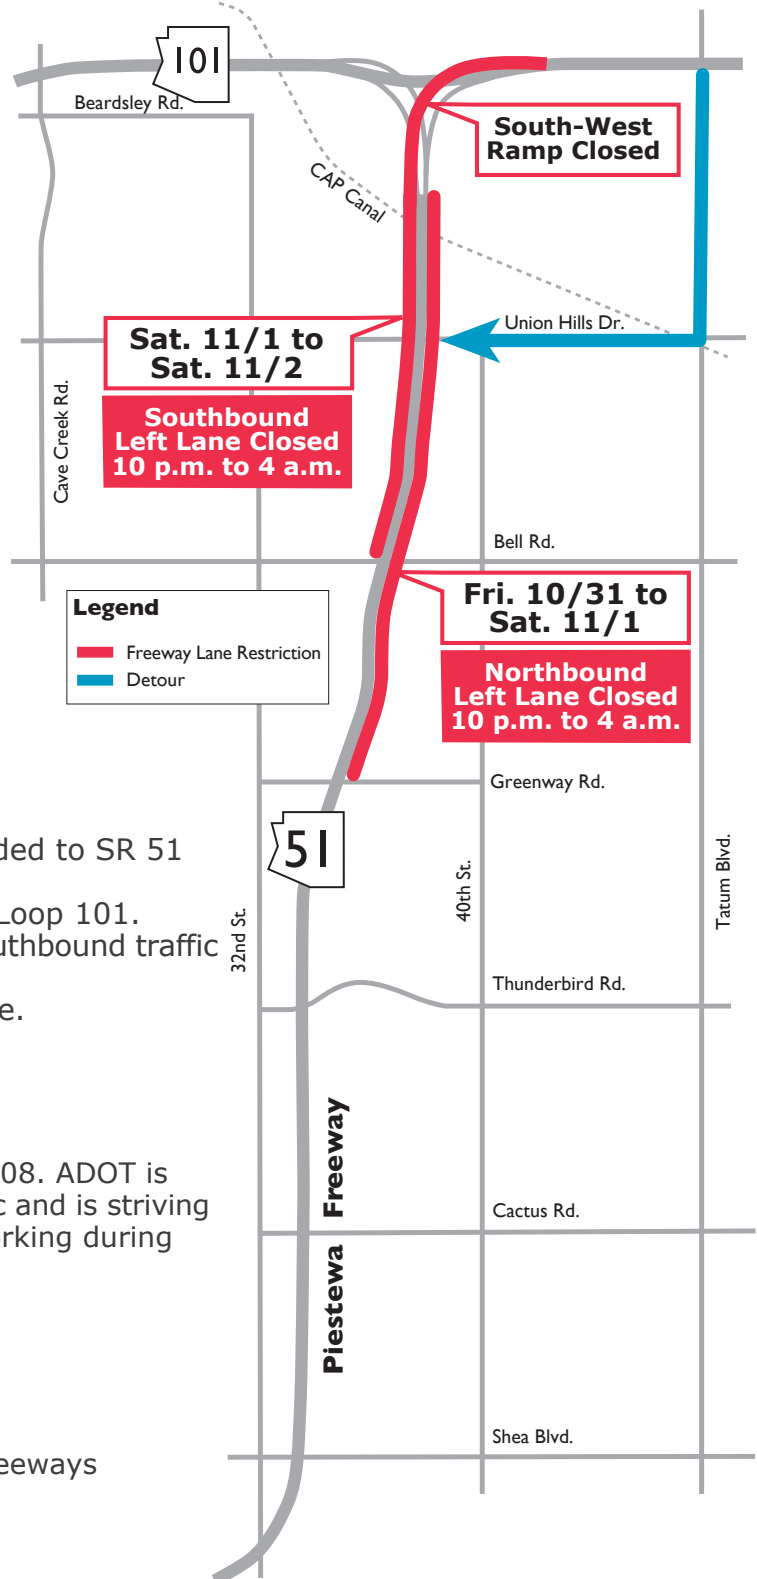 101
Beardsley Rd.
South-West
Ramp Closed
CAP Canal
Union Hills Dr.
Sat. 11/1 to
Sat. 11/2
Southbound
Left Lane Closed
10 p.m. to 4 a.m.
Cave Creek Rd.
Bell Rd.
Fri. 10/31 to
Sat. 11/1
Legend
Freeway Lane Restriction
Detour
Northbound
Left Lane Closed
10 p.m. to 4 a.m.
Greenway Rd.
51
ded to SR 51
Loop 101.
uthbound traffic
e.
32nd St.
40th St.
Tatum Blvd.
Thunderbird Rd.
Piestewa Freeway
08. ADOT is
c and is striving
orking during
Cactus Rd.
Shea Blvd.
eeways